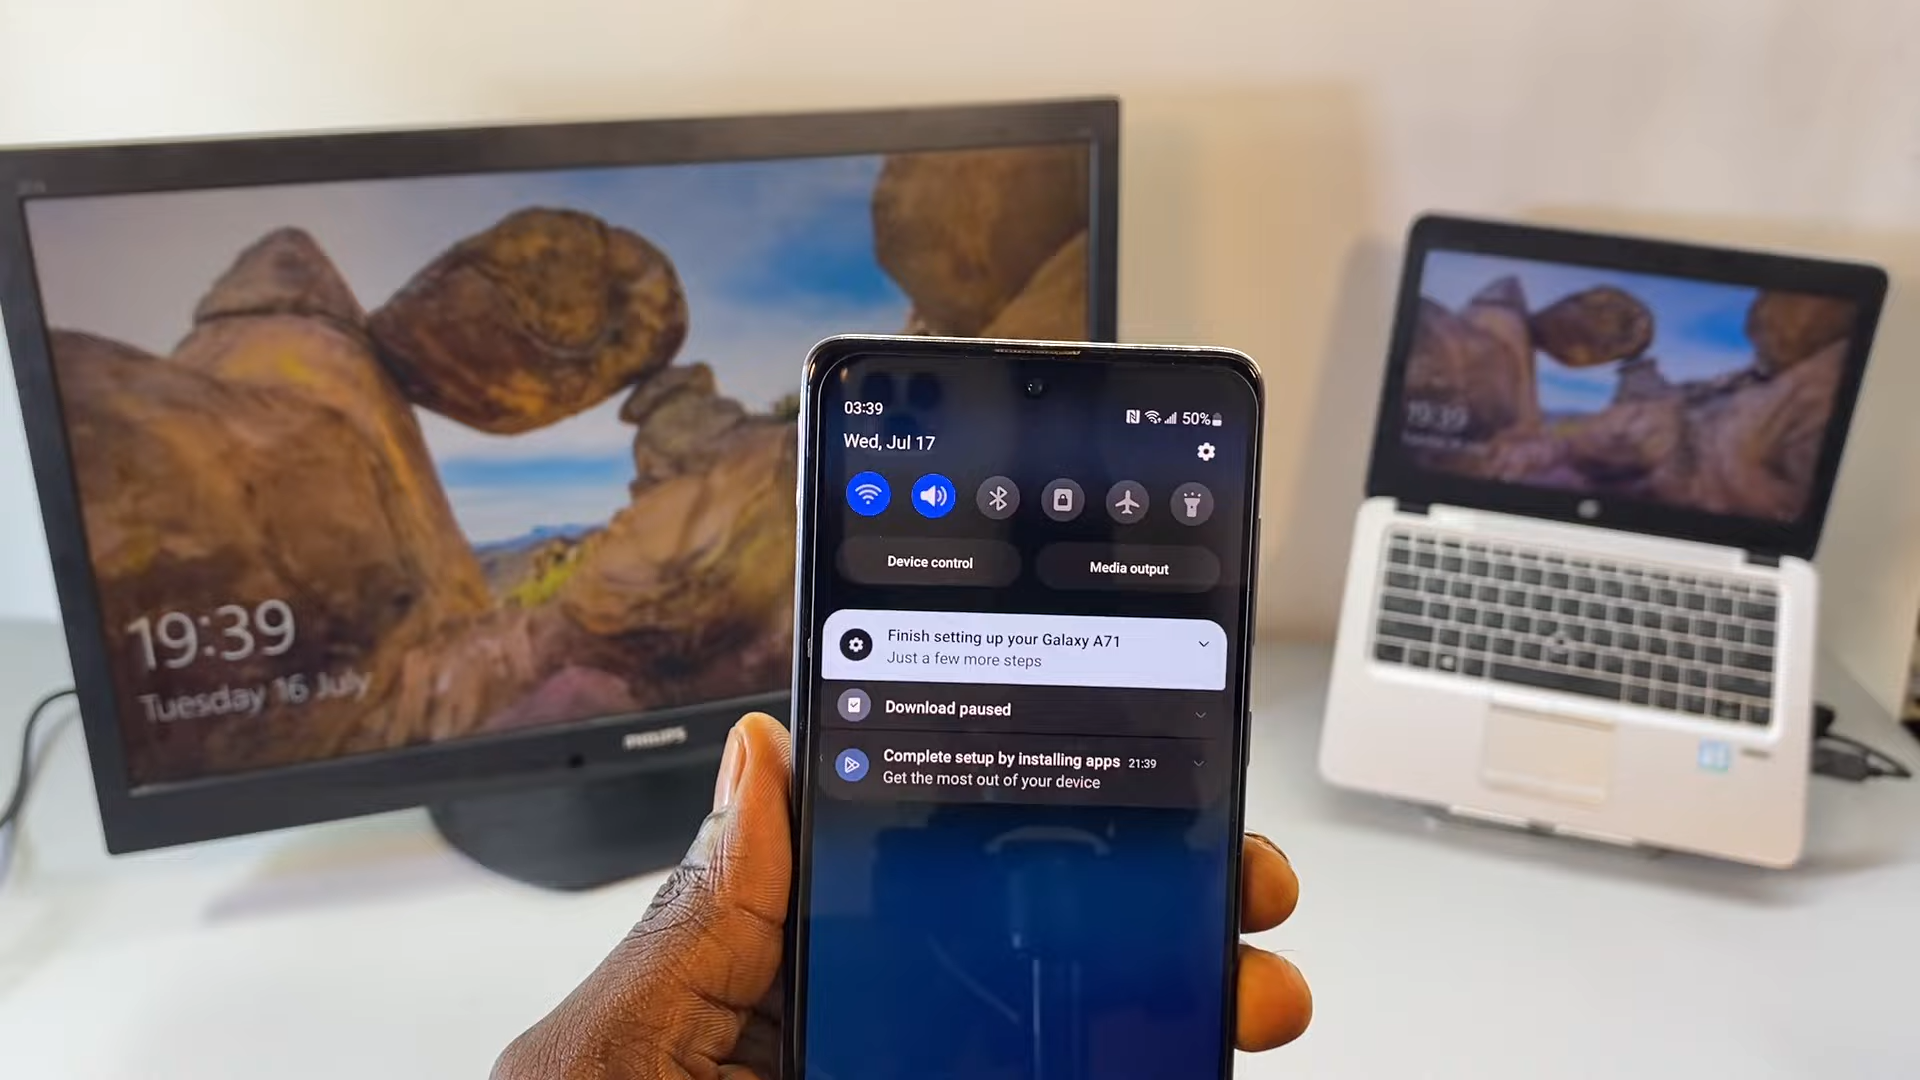 19:39
Tuesday 16 July
PHILIPS
03:39
50%
Wed, Jul 17
Device control
Media output
Finish setting up your Galaxy A71
Just a few more steps
Download paused
Complete setup by installing apps 21:39
Get the most out of your device
19:39